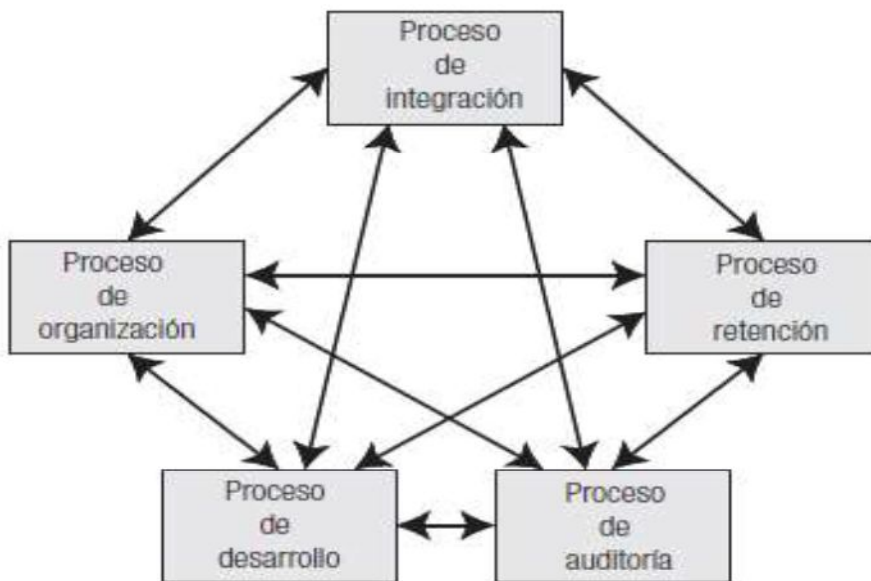 Proceso
de
integración
Proceso
de
organización
Proceso
de
retención
Proceso
de
desarrollo
Proceso
de
auditoría